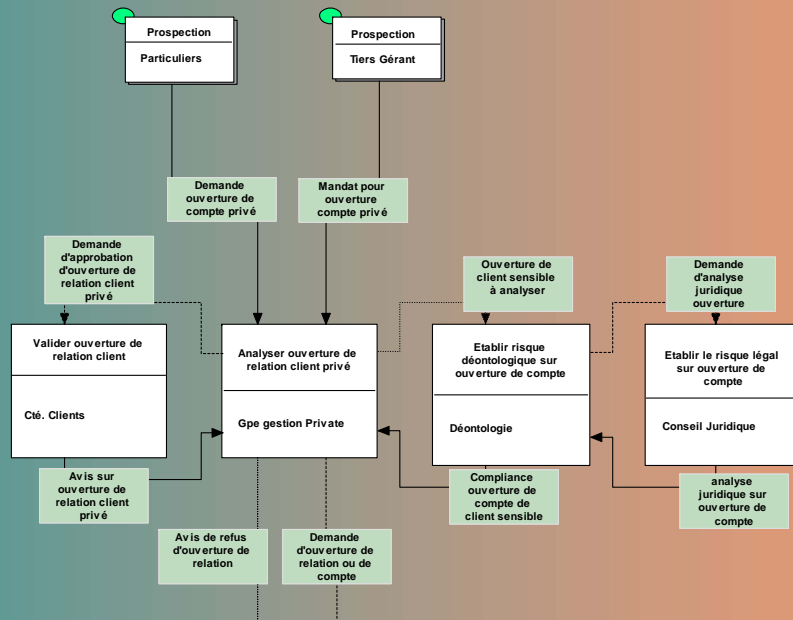 Prospection
Particuliers
Prospection
Tiers Gérant
Demande
ouverture de
compte privé
Mandat pour
ouverture
compte privé
Demande
d'approbation
d'ouverture de
relation client
privé
Ouverture de
client sensible
à analyser
Demande
d'analyse
juridique
ouverture
Valider ouverture de
relation client
Cté. Clients
Analyser ouverture de
relation client privé
Gpe gestion Private
Etablir risque
déontologique sur
ouverture de compte
Déontologie
Etablir le risque légal
sur ouverture de
compte
Conseil Juridique
Avis sur
ouverture de
relation client
privé
Compliance
ouverture de
compte de
client sensible
analyse
juridique sur
ouverture de
compte
Avis de refus
d'ouverture de
relation
Demande
d'ouverture de
relation ou de
compte